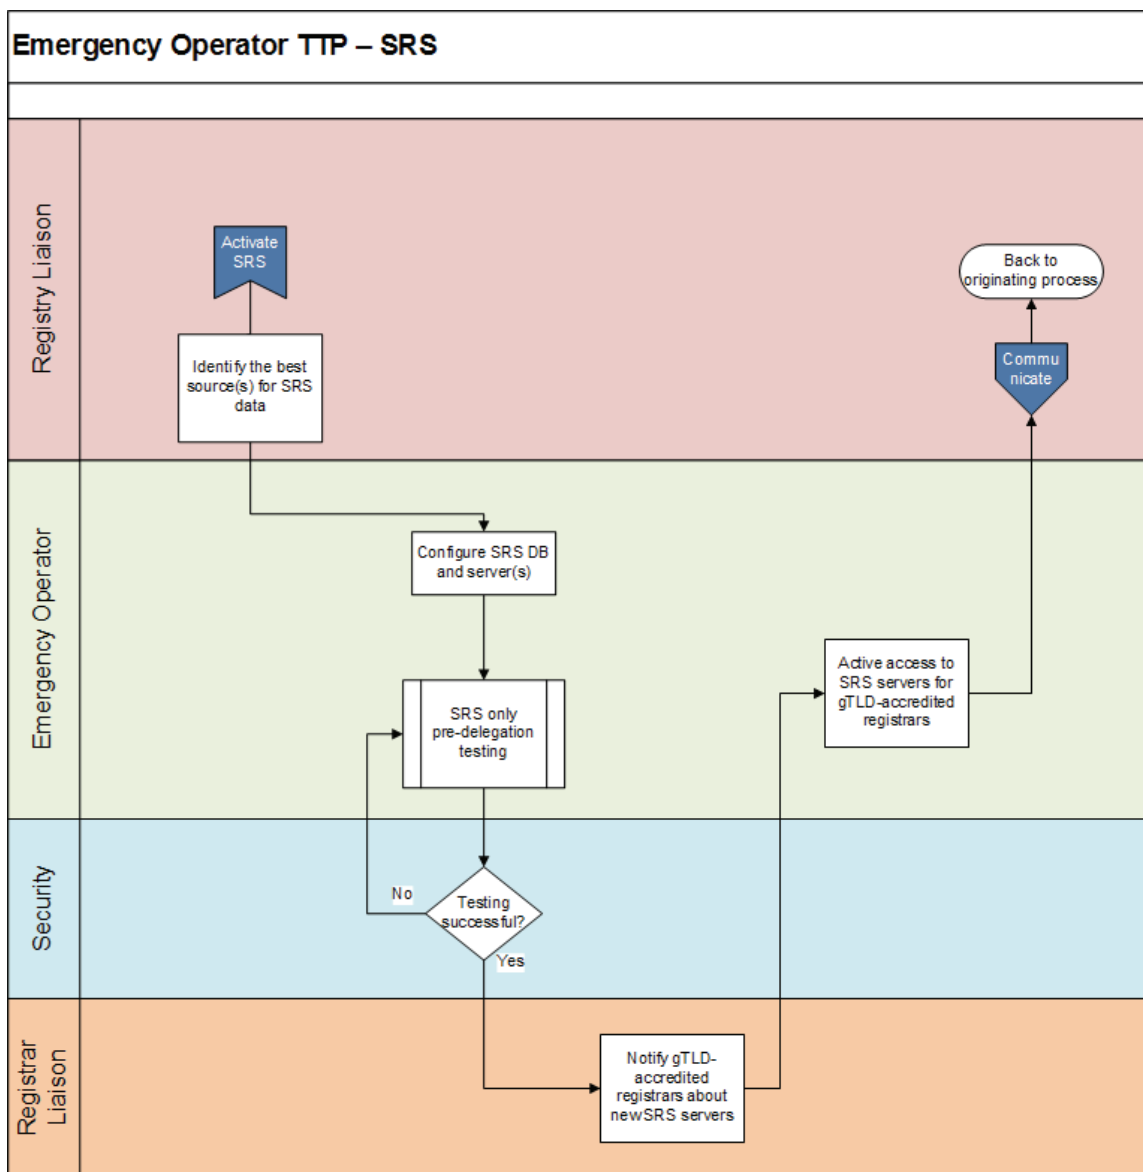 Emergency Operator TTP – SRS
Registry Liaison
Activate
SRS
Identify the best
source(s) for SRS
data
Back to
originating process
Commu
nicate
Emergency Operator
Configure SRS DB
and server(s)
SRS only
pre-delegation
testing
Active access to
SRS servers for
gTLD-accredited
registrars
Security
Testing
successful?
No
Yes
Registrar
Liaison
Notify gTLD-
accredited
registrars about
new SRS servers